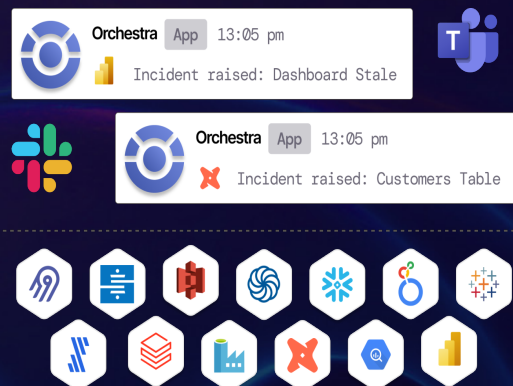 Orchestra App 13:05 pm
Incident raised: Dashboard Stale
T
Orchestra App 13:05 pm
Incident raised: Customers Table